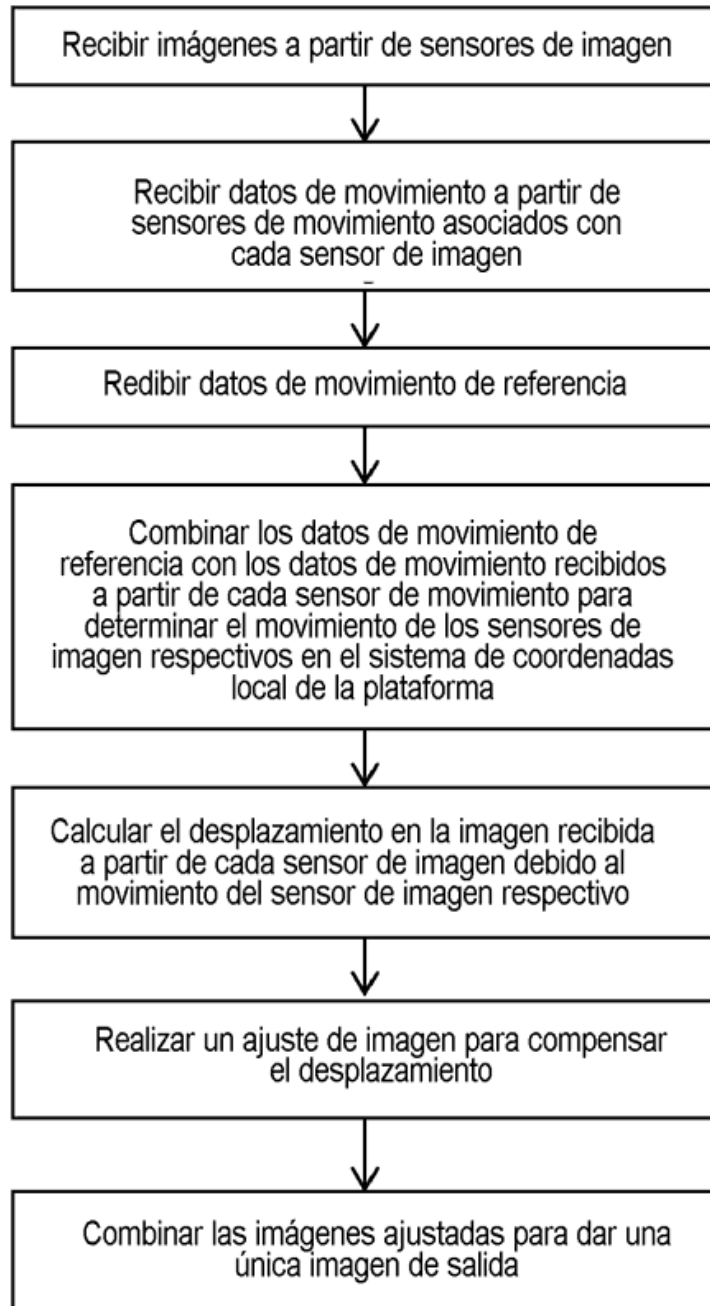 Recibir imágenes a partir de sensores de imagen
Recibir datos de movimiento a partir de
sensores de movimiento asociados con
cada sensor de imagen
Redibir datos de movimiento de referencia
Combinar los datos de movimiento de
referencia con los datos de movimiento recibidos
a partir de cada sensor de movimiento para
determinar el movimiento de los sensores de
imagen respectivos en el sistema de coordenadas
local de la plataforma
Calcular el desplazamiento en la imagen recibida
a partir de cada sensor de imagen debido al
movimiento del sensor de imagen respectivo
Realizar un ajuste de imagen para compensar
el desplazamiento
Combinar las imágenes ajustadas para dar una
única imagen de salida